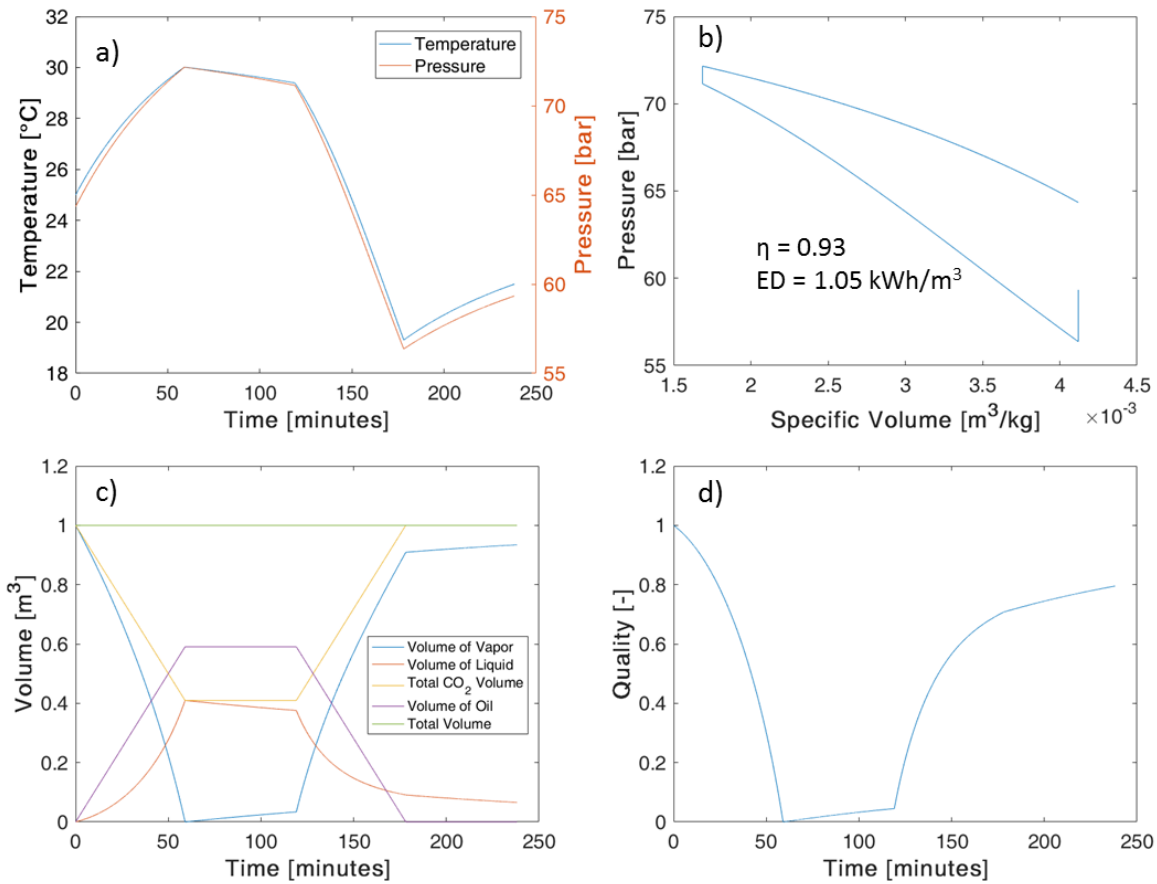 a)
32
30
28
26
24
22
20
18
Temperature [°C]
0 50 100 150 200 250
Time [minutes]
75
70
65
60
55
Pressure [bar]
Temperature
Pressure
b)
75
70
65
60
55
Pressure [bar]
η = 0.93
ED = 1.05 kWh/m³
1.5 2 2.5 3 3.5 4 4.5
Specific Volume [m³/kg] ×10⁻³
c)
1.2
1
0.8
0.6
0.4
0.2
0
Volume [m³]
Volume of Vapor
Volume of Liquid
Total CO₂ Volume
Volume of Oil
Total Volume
0 50 100 150 200 250
Time [minutes]
d)
1.2
1
0.8
0.6
0.4
0.2
0
Quality [-]
0 50 100 150 200 250
Time [minutes]